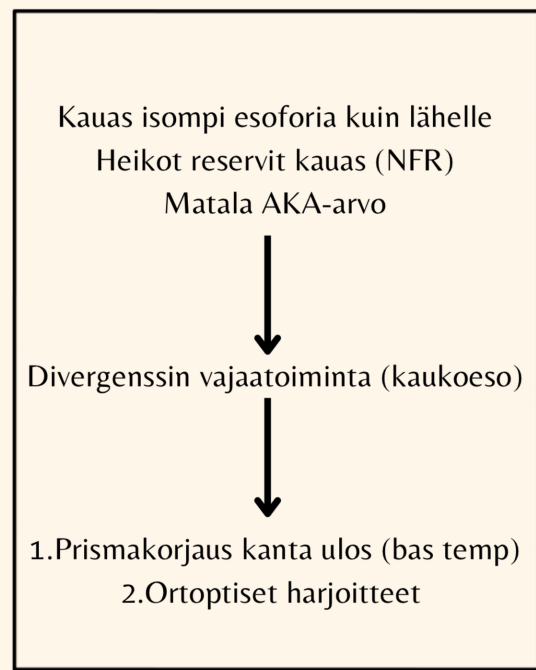 Kauas isompi esoforia kuin lähelle
Heikot reservit kauas (NFR)
Matala AKA-arvo
Divergenssin vajaatoiminta (kaukoeso)
1.Prismakorjaus kanta ulos (bas temp)
2.Ortoptiset harjoitteet